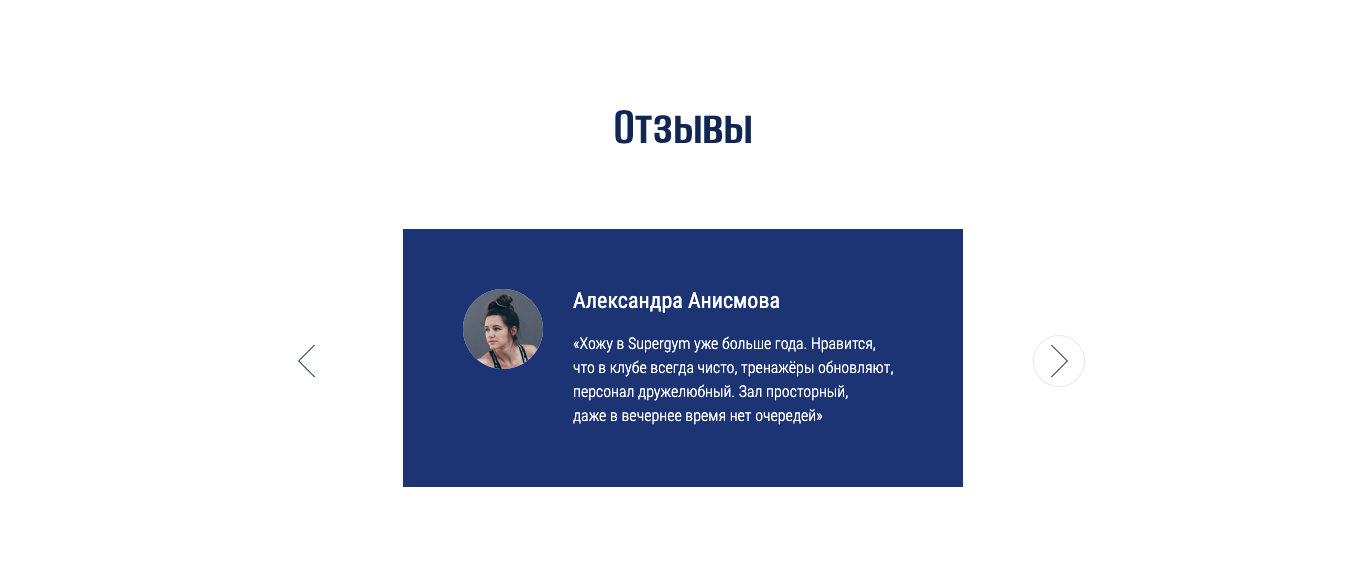 Отзывы
Александра Анисмова
«Хожу в Supergym уже больше года. Нравится,
что в клубе всегда чисто, тренажёры обновляют,
персонал дружелюбный. Зал просторный,
даже в вечернее время нет очередей»